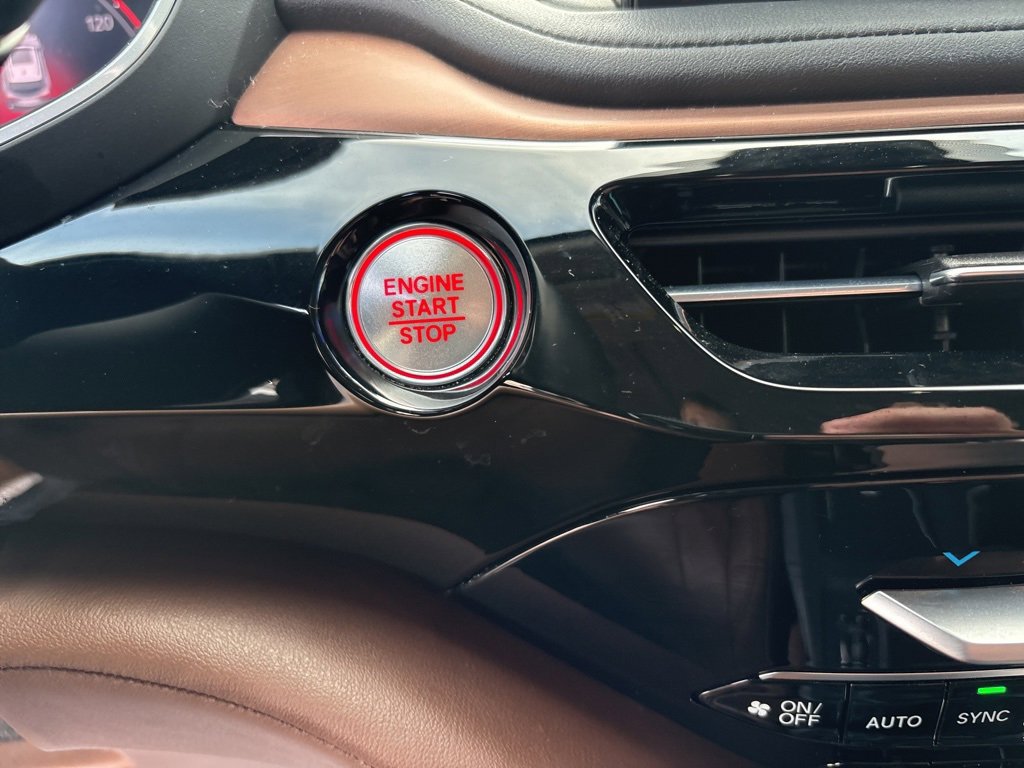 120
ENGINE
START
STOP
ON/
OFF
AUTO
SYNC